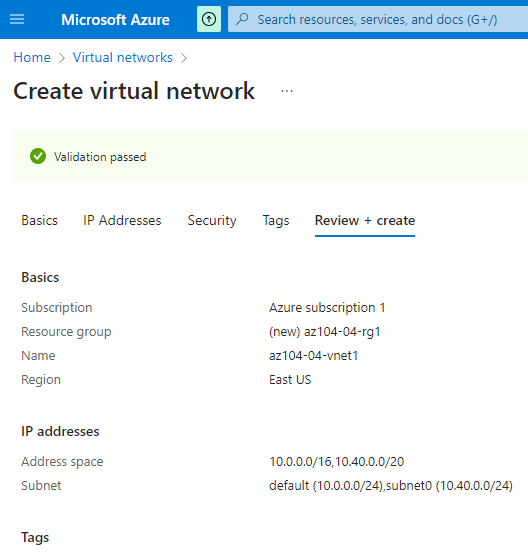 Microsoft Azure
Search resources, services, and docs (G+/)
Home > Virtual networks >
Create virtual network ...
Validation passed
Basics IP Addresses Security Tags Review + create
Basics
Subscription Azure subscription 1
Resource group (new) az104-04-rg1
Name az104-04-vnet1
Region East US
IP addresses
Address space 10.0.0.0/16,10.40.0.0/20
Subnet default (10.0.0.0/24),subnet0 (10.40.0.0/24)
Tags